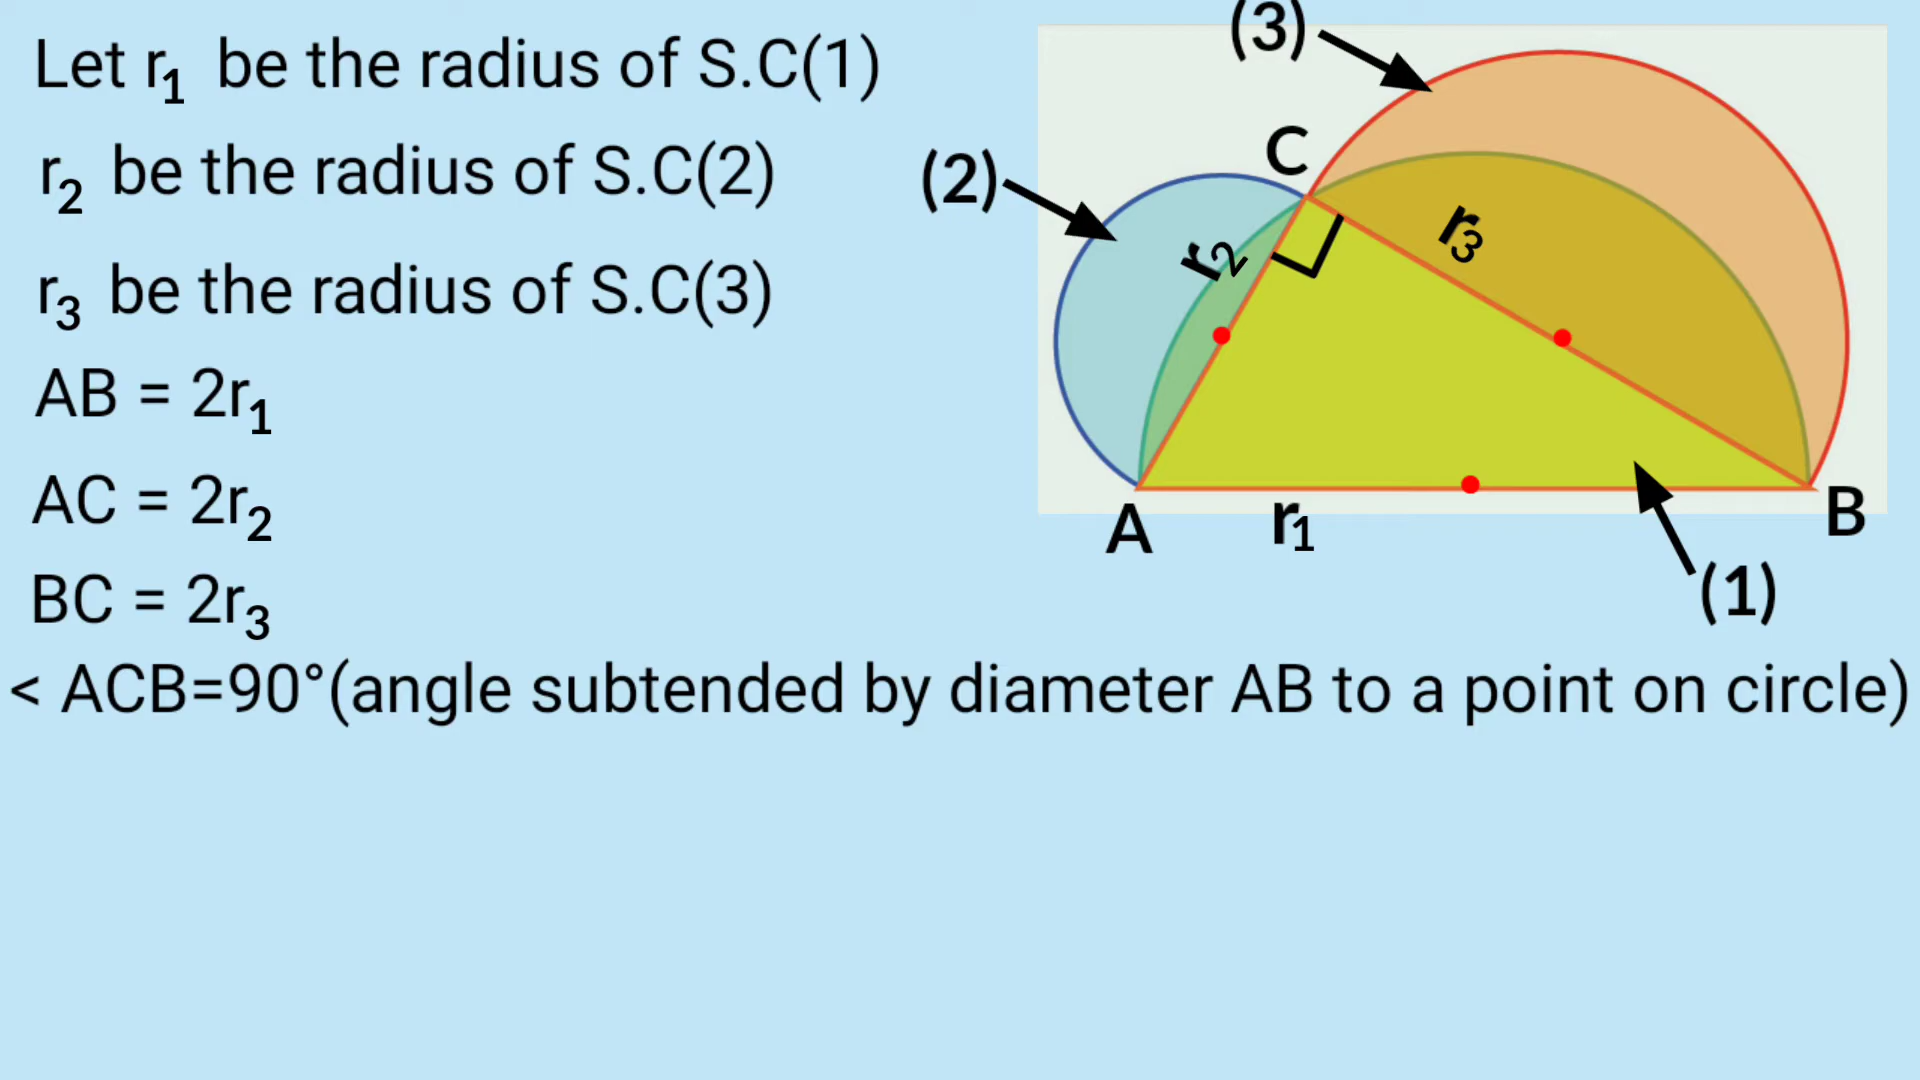 Let r₁ be the radius of S.C(1)
r₂ be the radius of S.C(2)
r₃ be the radius of S.C(3)
AB = 2r₁
AC = 2r₂
BC = 2r₃
< ACB=90°(angle subtended by diameter AB to a point on circle)
(3)
(2)
C
r₂
r₃
A
r₁
B
(1)